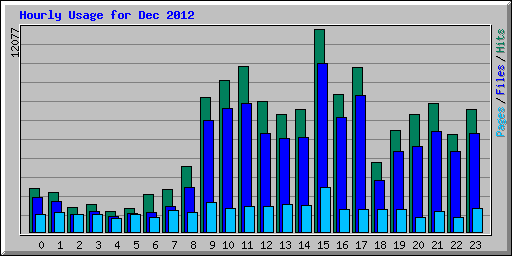 Hourly Usage for Dec 2012
12077
Pages / Files / Hits
0 1 2 3 4 5 6 7 8 9 10 11 12 13 14 15 16 17 18 19 20 21 22 23